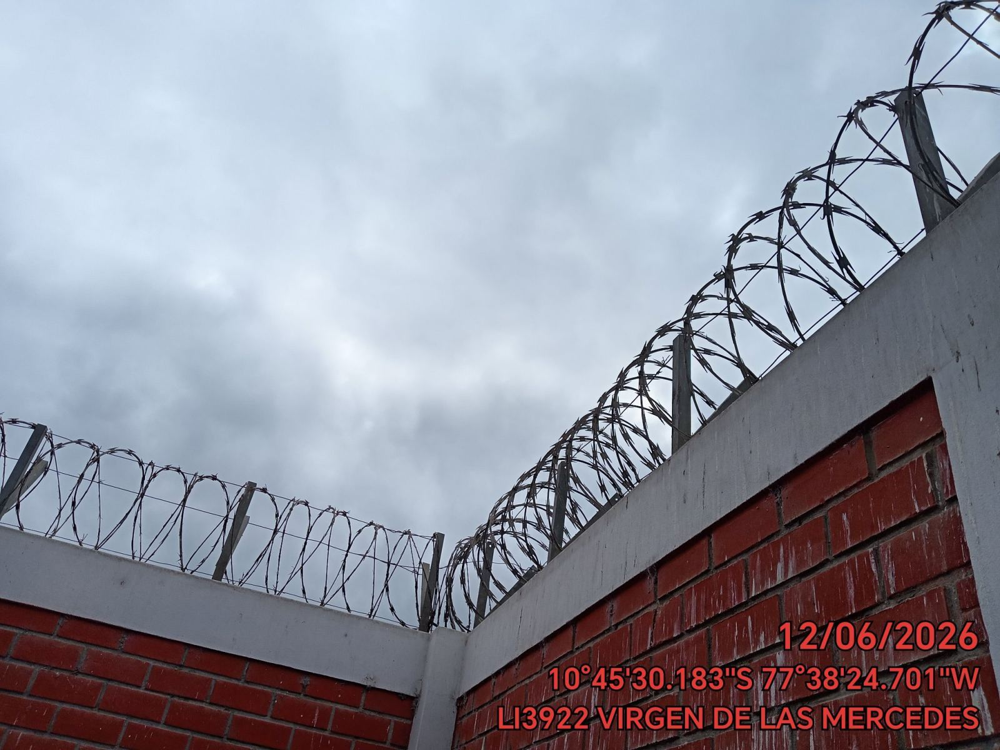 12/06/2026
10°45'30.183"S 77°38'24.701"W
LI3922 VIRGEN DE LAS MERCEDES